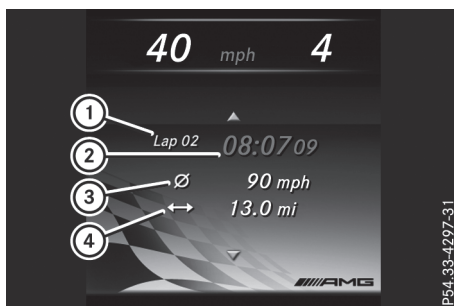 40 mph 4
1
Lap 02 08:07 09
2
3
Ø 90 mph
↔ 13.0 mi
4
AMG
P54.33-4297-31